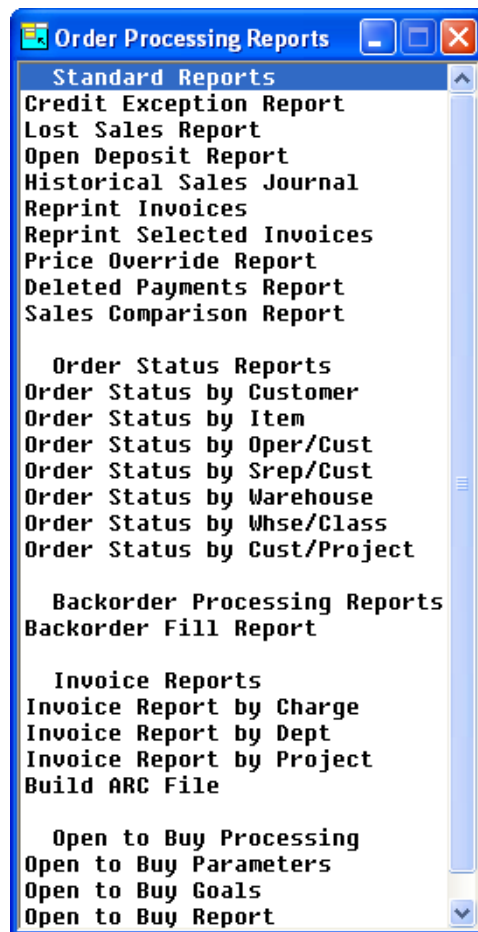 Order Processing Reports
Standard Reports
Credit Exception Report
Lost Sales Report
Open Deposit Report
Historical Sales Journal
Reprint Invoices
Reprint Selected Invoices
Price Override Report
Deleted Payments Report
Sales Comparison Report
Order Status Reports
Order Status by Customer
Order Status by Item
Order Status by Oper/Cust
Order Status by Srep/Cust
Order Status by Warehouse
Order Status by Whse/Class
Order Status by Cust/Project
Backorder Processing Reports
Backorder Fill Report
Invoice Reports
Invoice Report by Charge
Invoice Report by Dept
Invoice Report by Project
Build ARC File
Open to Buy Processing
Open to Buy Parameters
Open to Buy Goals
Open to Buy Report